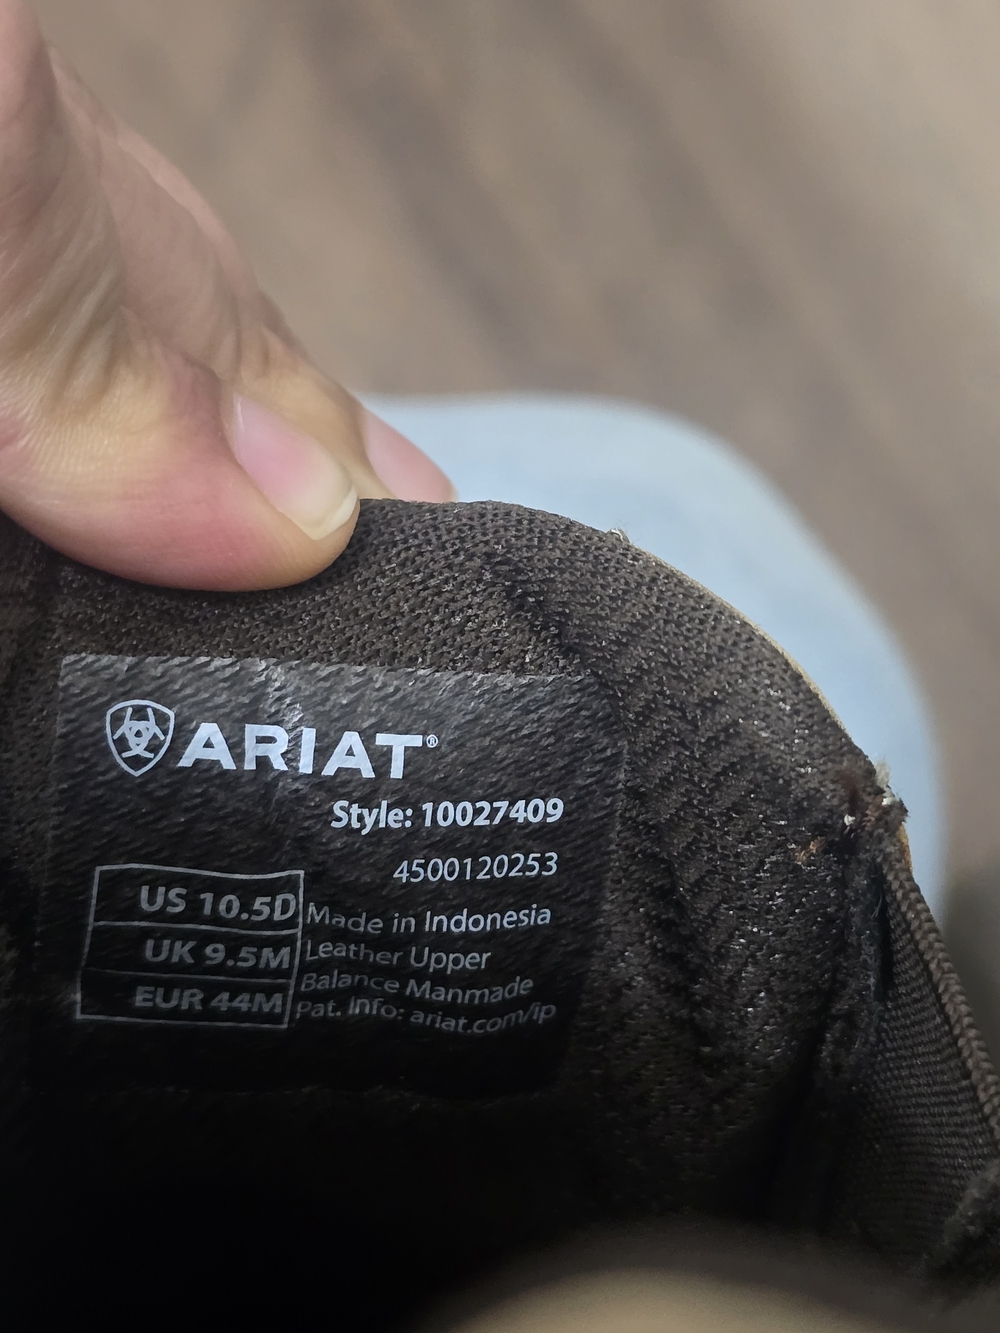 ARIAT®
Style: 10027409
4500120253
US 10.5D
UK 9.5M
EUR 44M
Made in Indonesia
Leather Upper
Balance Manmade
Pat. Info: ariat.com/ip